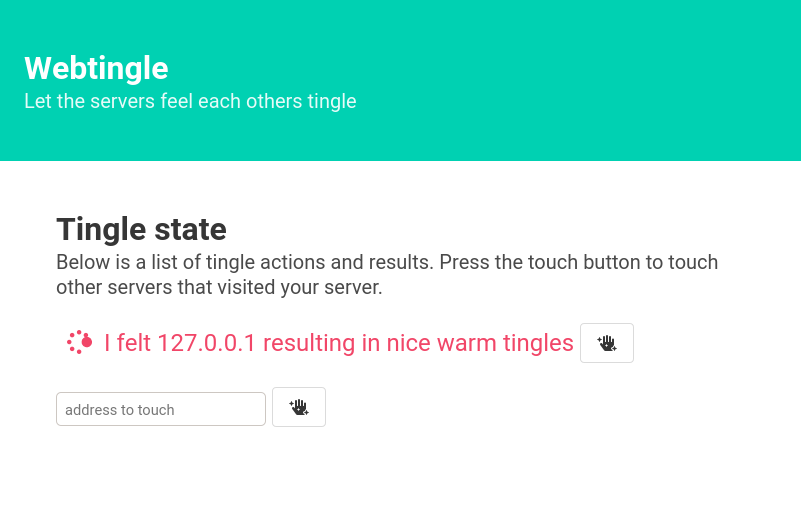 Webtingle
Let the servers feel each others tingle
Tingle state
Below is a list of tingle actions and results. Press the touch button to touch
other servers that visited your server.
I felt 127.0.0.1 resulting in nice warm tingles
address to touch